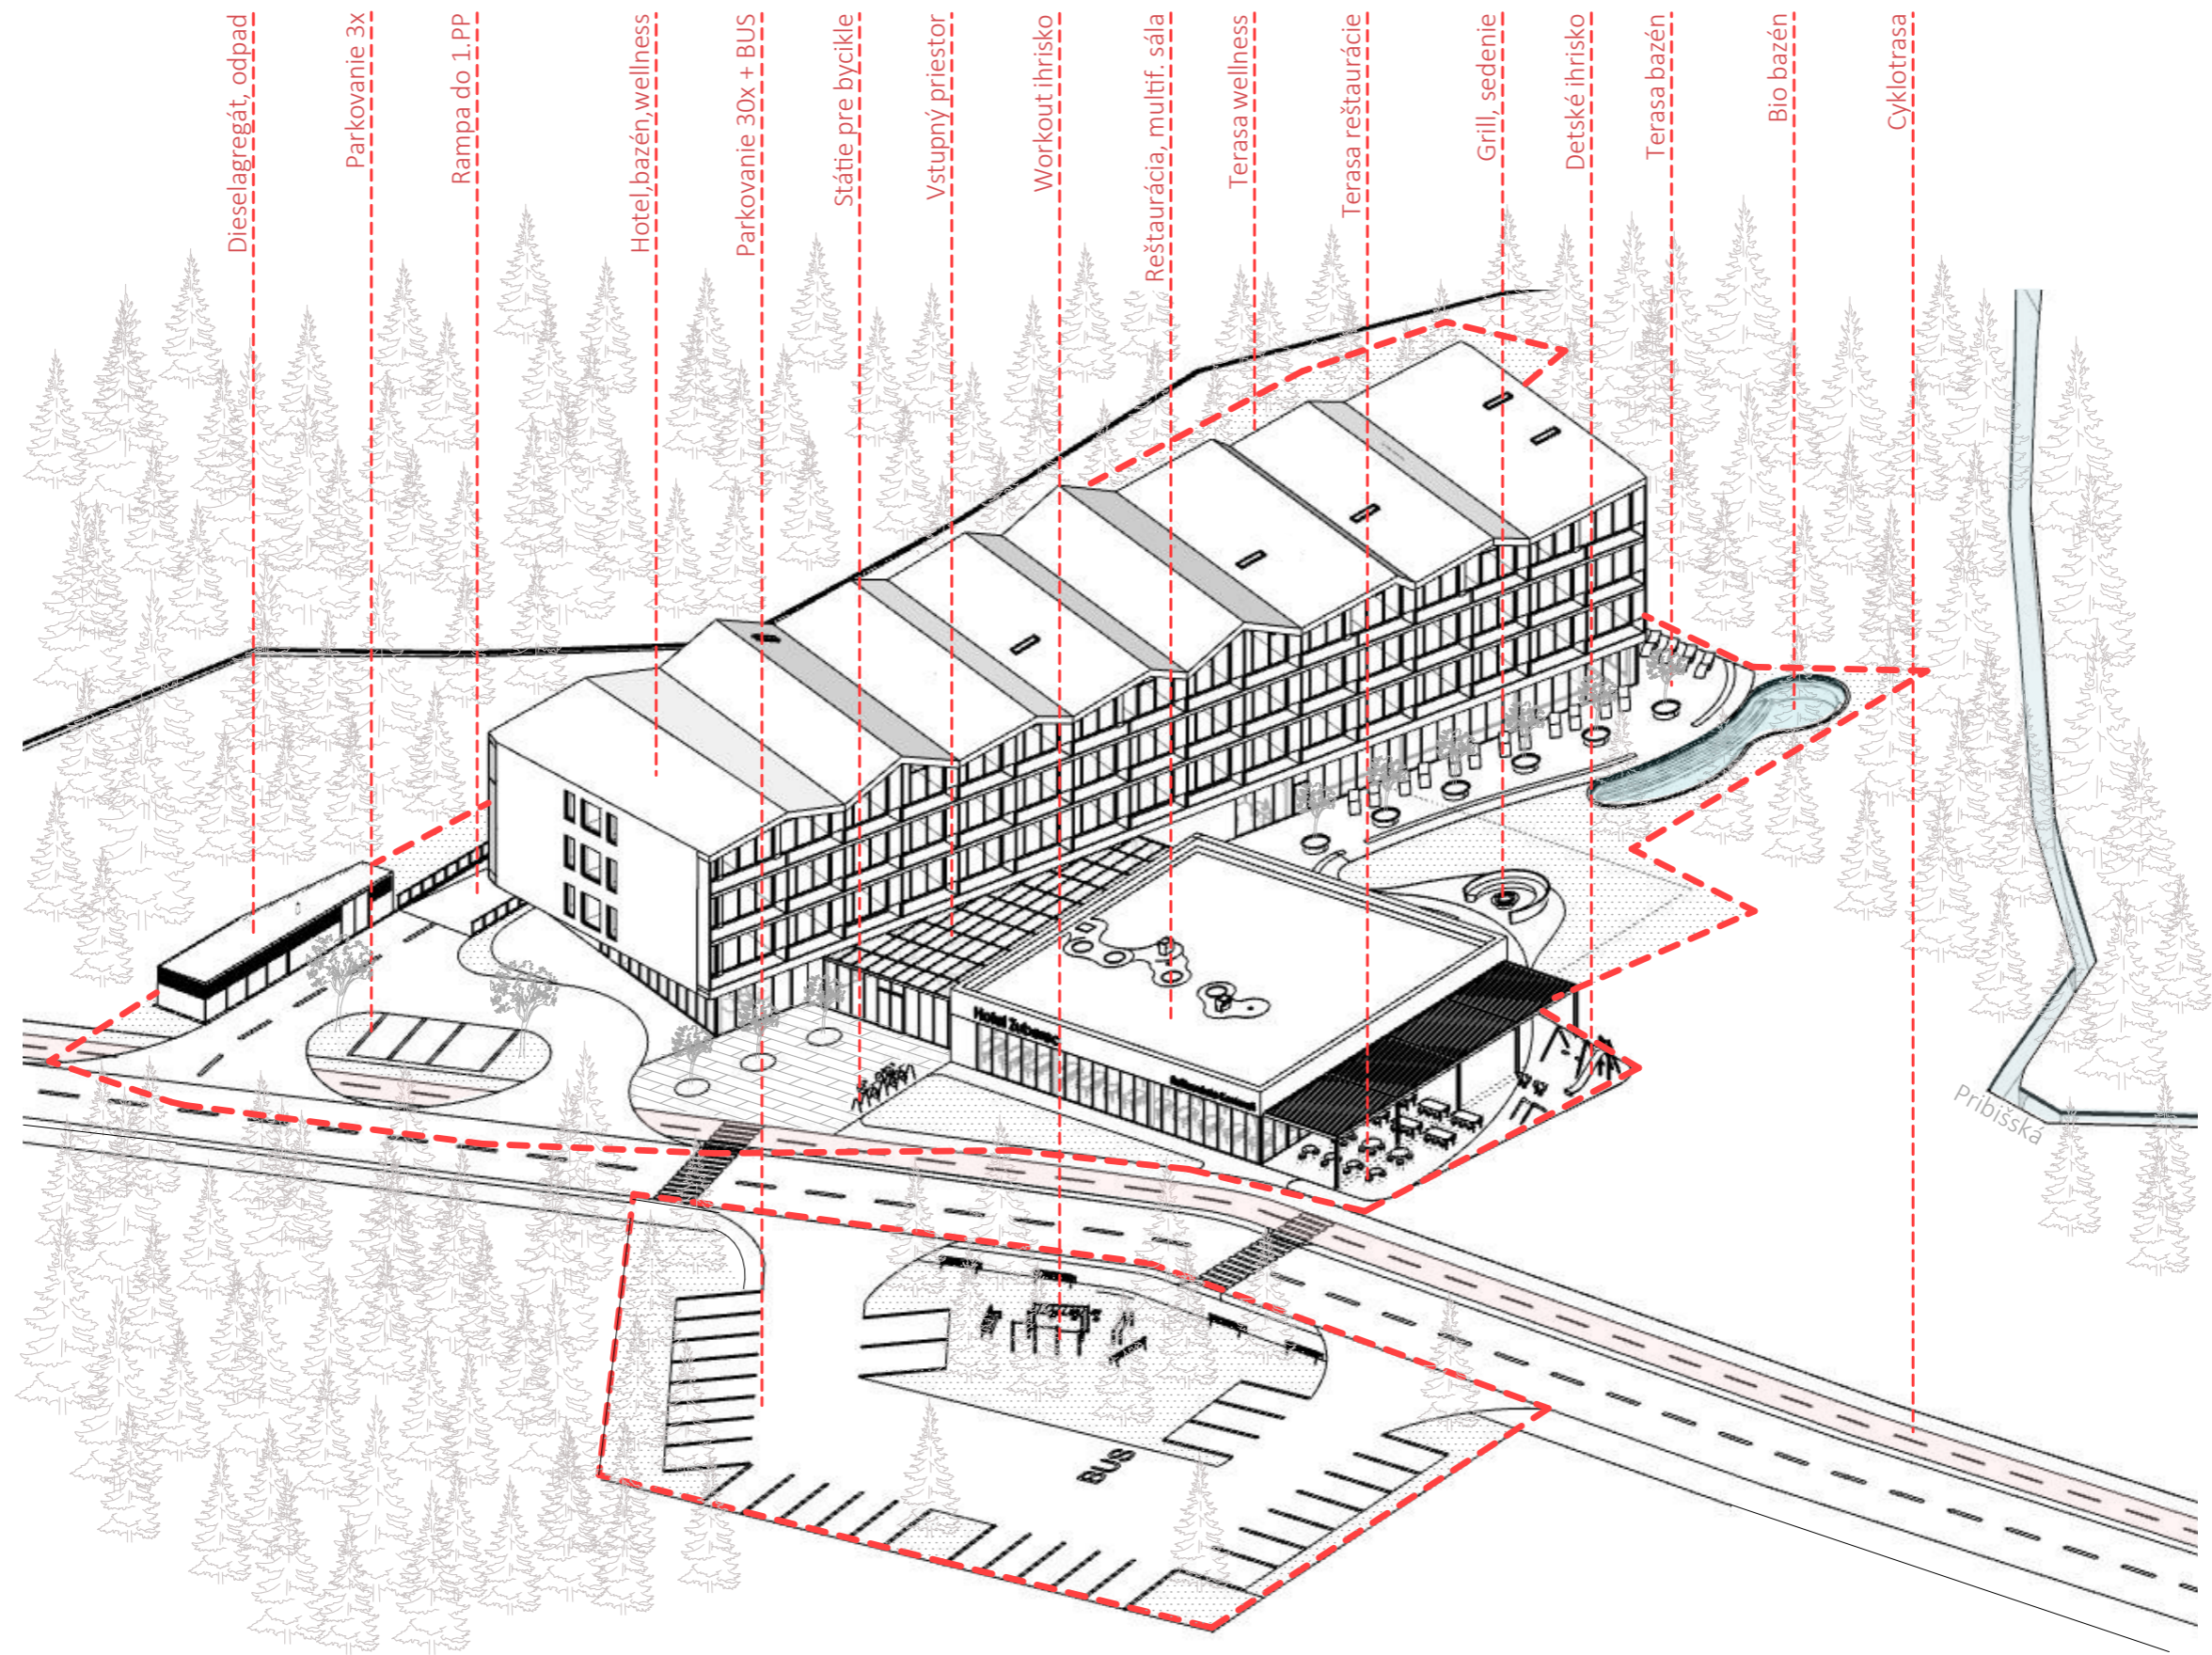 Dieselagregát, odpad
Parkovanie 3x
Rampa do 1.PP
Hotel,bazén,wellness
Parkovanie 30x + BUS
Státie pre bycikle
Vstupný priestor
Workout ihrisko
Reštaurácia, multif. sála
Terasa wellness
Terasa reštaurácie
Grill, sedenie
Detské ihrisko
Terasa bazén
Bio bazén
Cyklotrasa
Hotel Zuberec
Pribišská
BUS